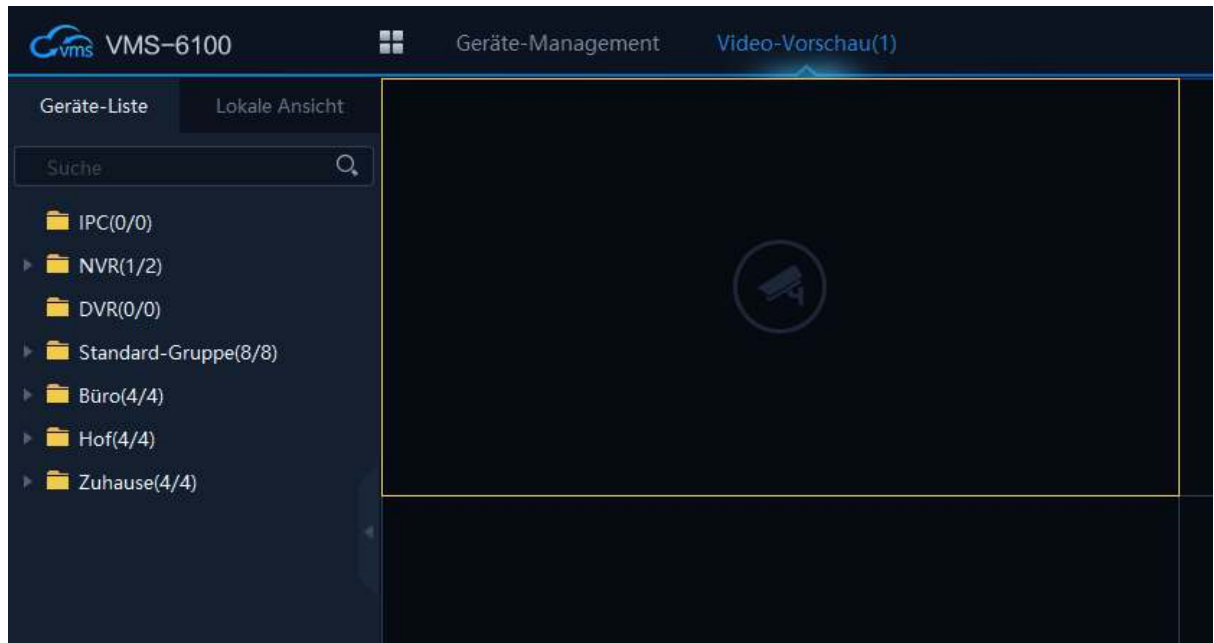 vms VMS-6100 Geräte-Management Video-Vorschau(1)
Geräte-Liste Lokale Ansicht
Suche
IPC(0/0)
NVR(1/2)
DVR(0/0)
Standard-Gruppe(8/8)
Büro(4/4)
Hof(4/4)
Zuhause(4/4)